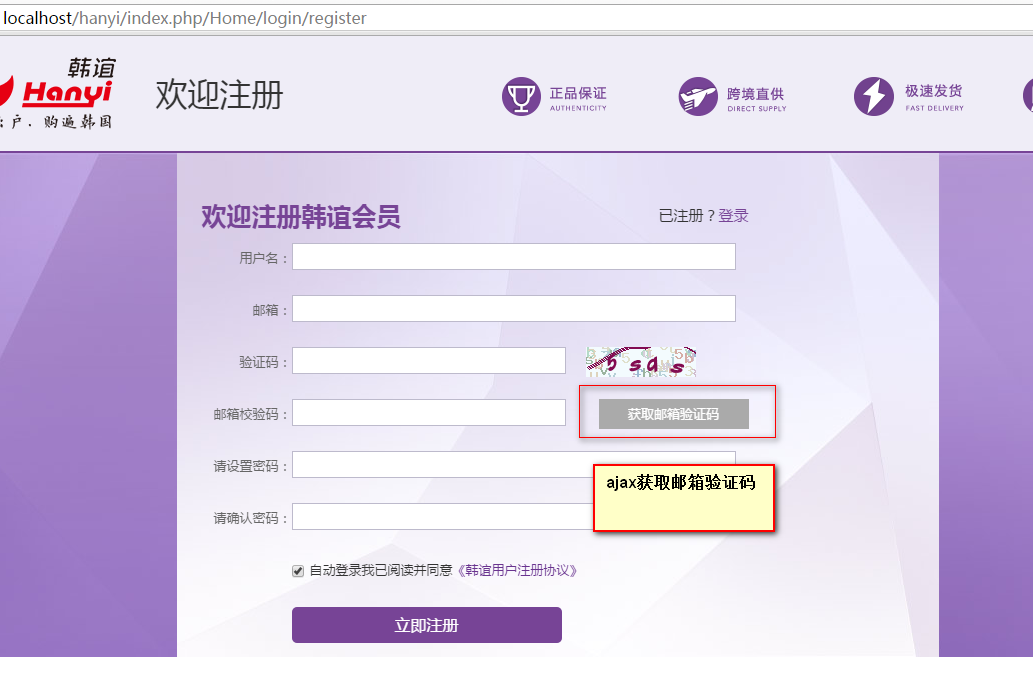 localhost/hanyi/index.php/Home/login/register
韩谊
Hanyi
户．购遍韩国
欢迎注册
正品保证
AUTHENTICITY
跨境直供
DIRECT SUPPLY
极速发货
FAST DELIVERY
欢迎注册韩谊会员
已注册？登录
用户名：
邮箱：
验证码：
5 s d s
邮箱校验码：
获取邮箱验证码
请设置密码：
ajax获取邮箱验证码
请确认密码：
自动登录我已阅读并同意《韩谊用户注册协议》
立即注册